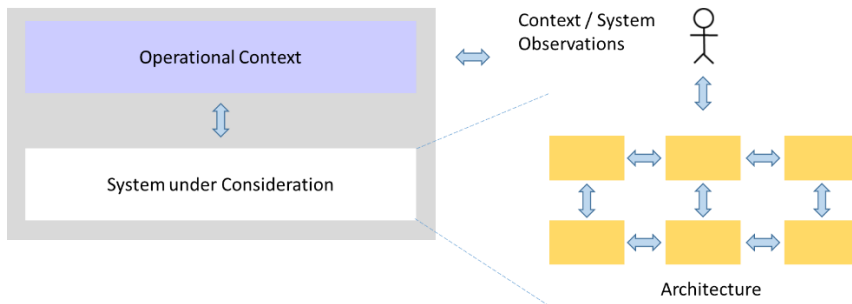 Operational Context
System under Consideration
Context / System
Observations
Architecture